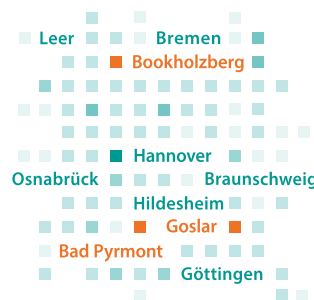 Leer Bremen
Bookholzberg
Hannover
Osnabrück Braunschweig
Hildesheim
Goslar
Bad Pyrmont
Göttingen